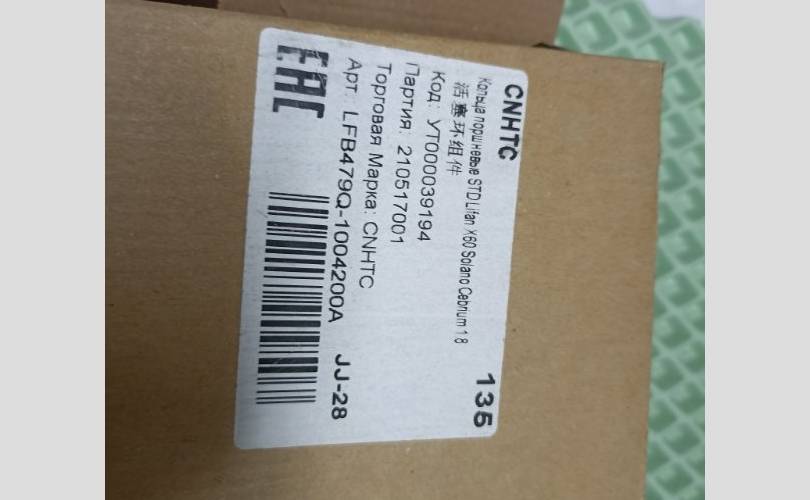 CNHTC 135
Кольца поршневые STD Lifan X60 Solano Cebrium 1 8
活塞环组件
Код: УТ000039194
Партия: 210517001
Торговая Марка: CNHTC
Арт: LFB479Q-1004200A JJ-28
EAC